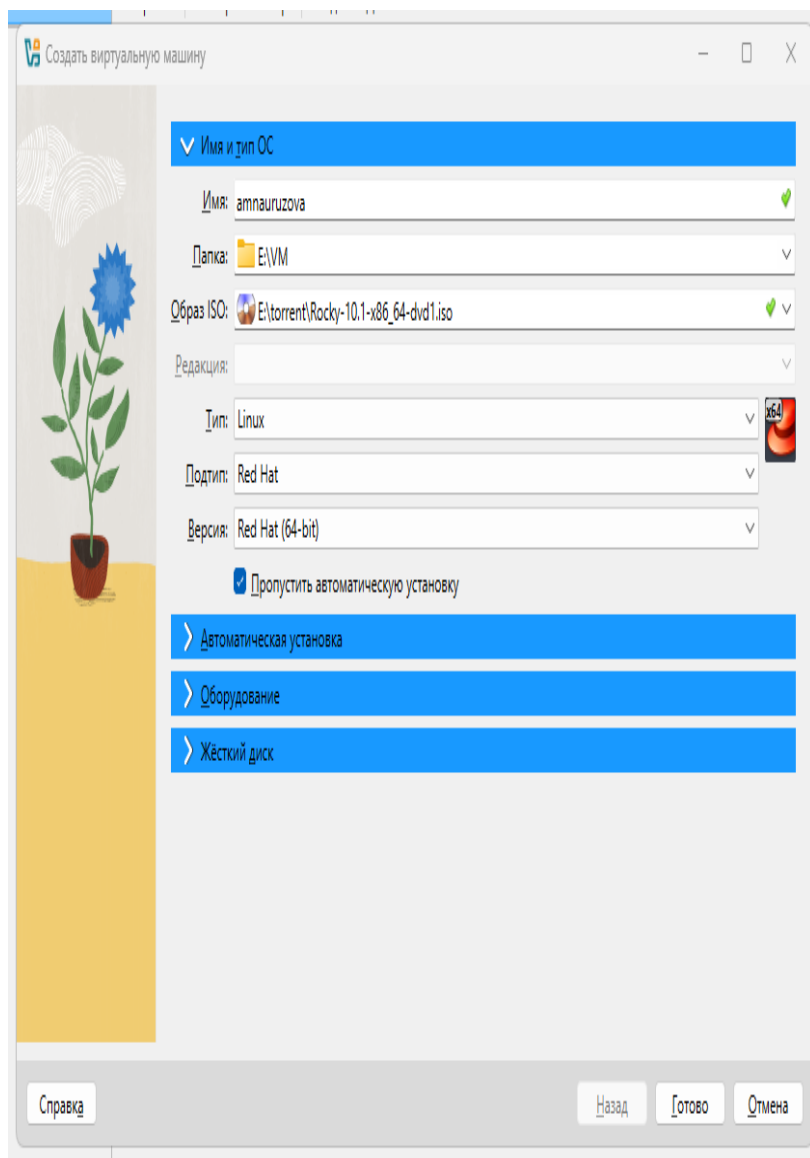 Создать виртуальную машину
Имя и тип ОС
Имя: amnauruzova
Папка: E:\VM
Образ ISO: E:\torrent\Rocky-10.1-x86_64-dvd1.iso
Редакция:
Тип: Linux
x64
Подтип: Red Hat
Версия: Red Hat (64-bit)
Пропустить автоматическую установку
Автоматическая установка
Оборудование
Жёсткий диск
Справка Назад Готово Отмена